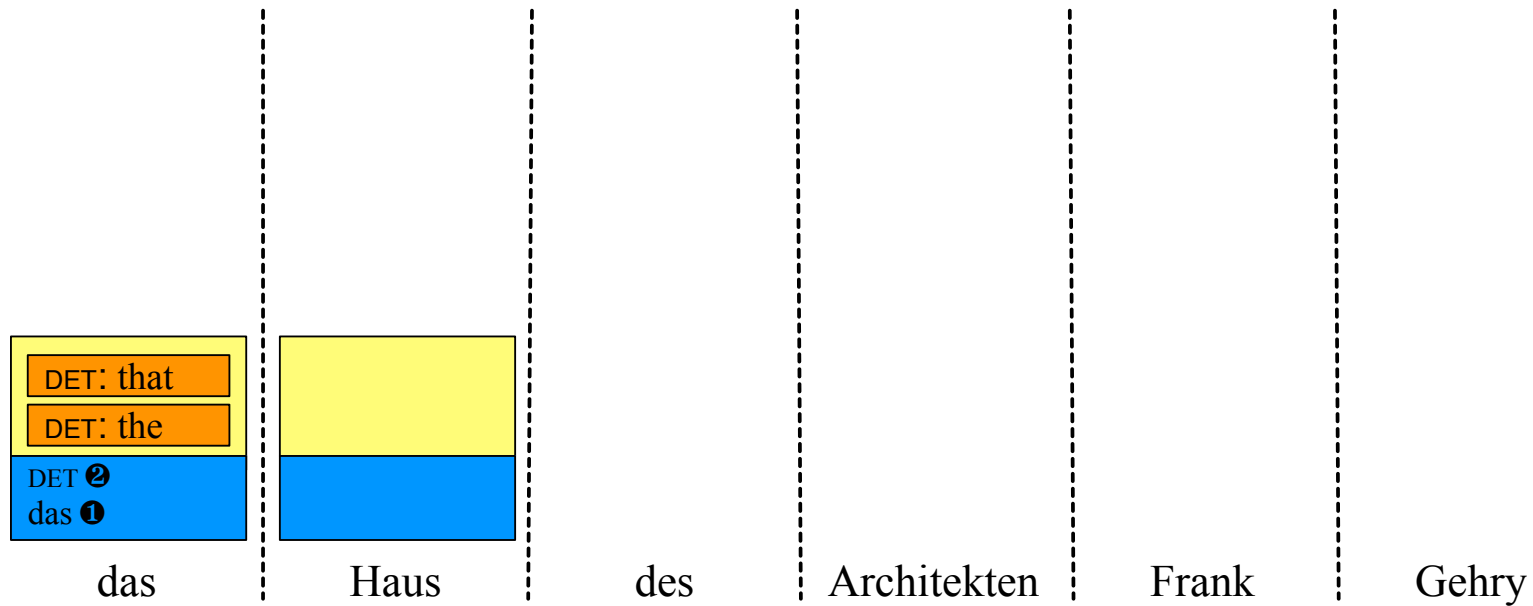 DET: that
DET: the
DET ❷
das ❶
das Haus des Architekten Frank Gehry